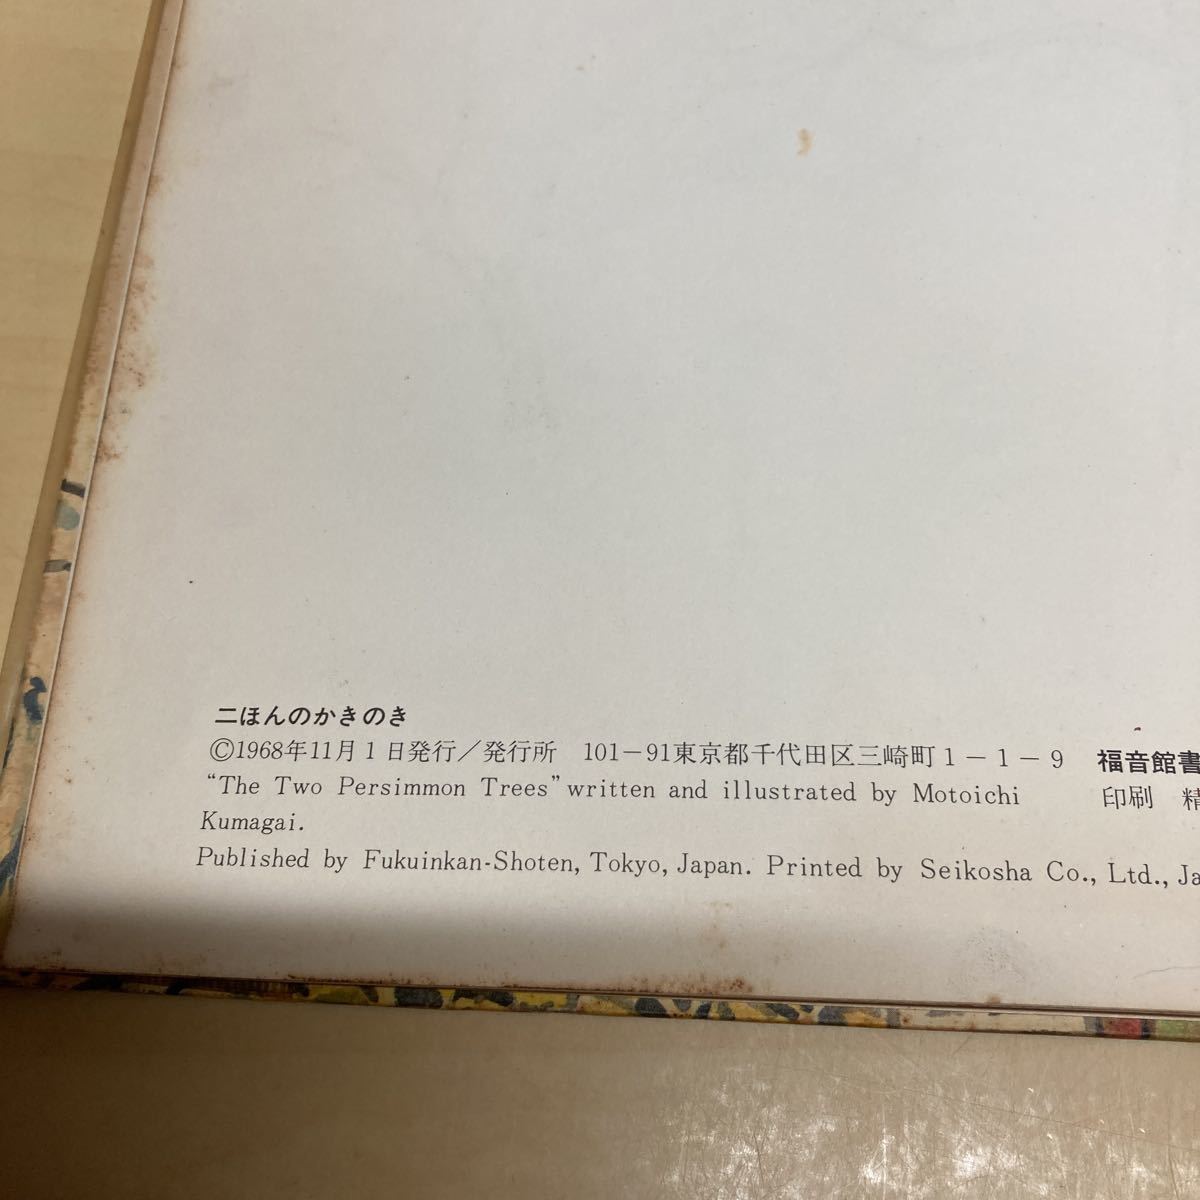 二ほんのかきのき
©1968年11月1日発行／発行所　101－91東京都千代田区三崎町1－1－9　福音館書
“The Two Persimmon Trees” written and illustrated by Motoichi　印刷　精
Kumagai.
Published by Fukuinkan-Shoten, Tokyo, Japan. Printed by Seikosha Co., Ltd., Ja